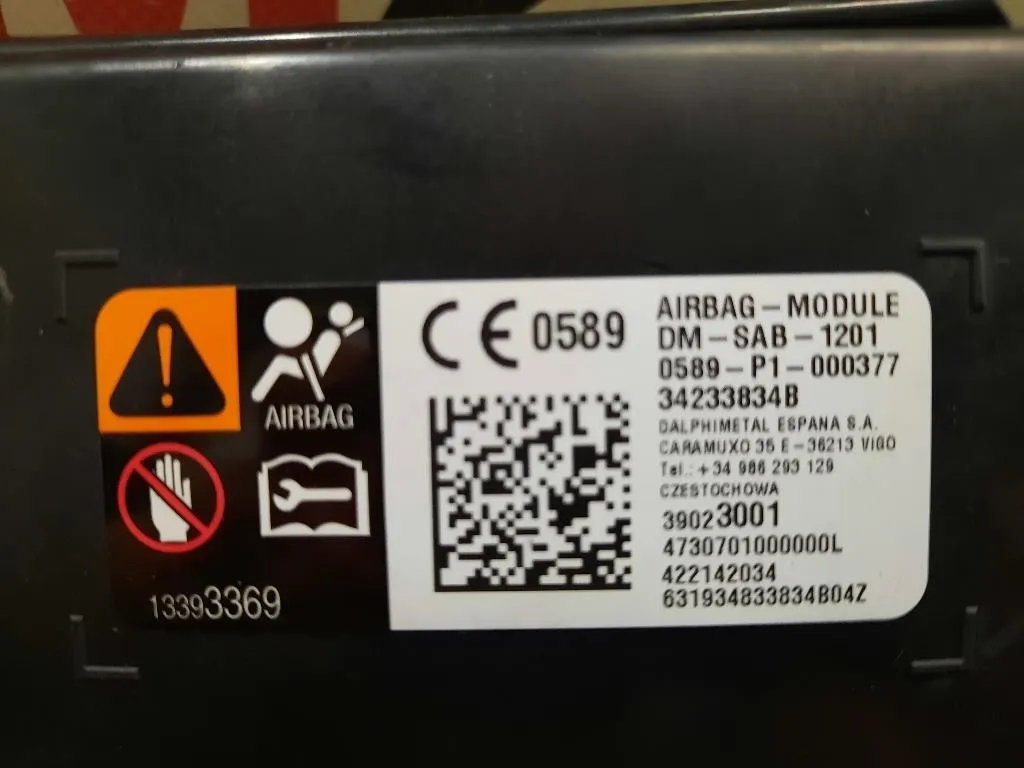 AIRBAG
13393369
CE 0589
AIRBAG-MODULE
DM-SAB-1201
0589-P1-000377
34233834B
DALPHIMETAL ESPANA S.A.
CARAMUXO 35 E-36213 VIGO
Tel.: +34 986 293 129
CZESTOCHOWA
39023001
4730701000000L
422142034
631934833834B04Z